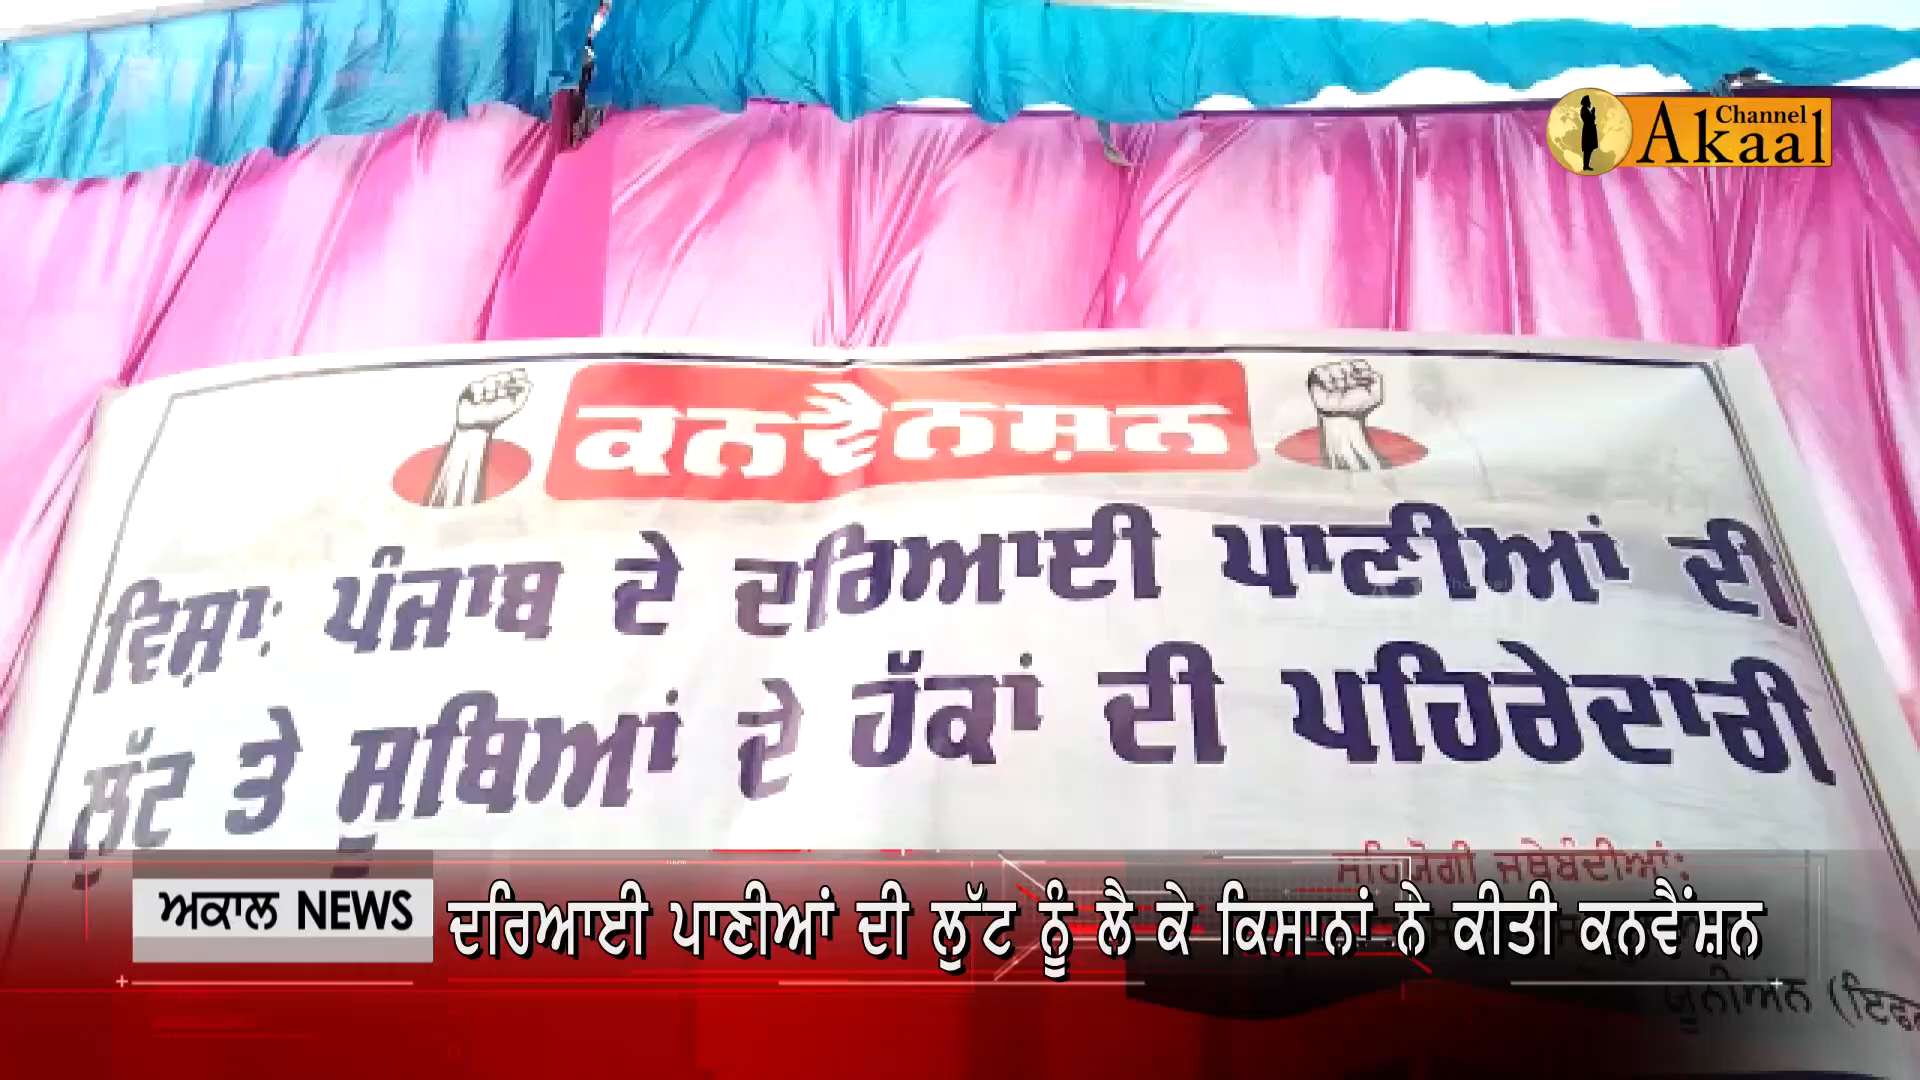 Channel
Akaal
ਕਨਵੈਨਸ਼ਨ
ਵਿਸ਼ਾ: ਪੰਜਾਬ ਦੇ ਦਰਿਆਈ ਪਾਣੀਆਂ ਦੀ
ਲੁੱਟ ਤੇ ਸੂਬਿਆਂ ਦੇ ਹੱਕਾਂ ਦੀ ਪਹਿਰੇਦਾਰੀ
ਸਹਿਯੋਗੀ ਜਥੇਬੰਦੀਆਂ:
ਅਕਾਲ NEWS
ਦਰਿਆਈ ਪਾਣੀਆਂ ਦੀ ਲੁੱਟ ਨੂੰ ਲੈ ਕੇ ਕਿਸਾਨਾਂ ਨੇ ਕੀਤੀ ਕਨਵੈਂਸ਼ਨ
ਯੂਨੀਅਨ